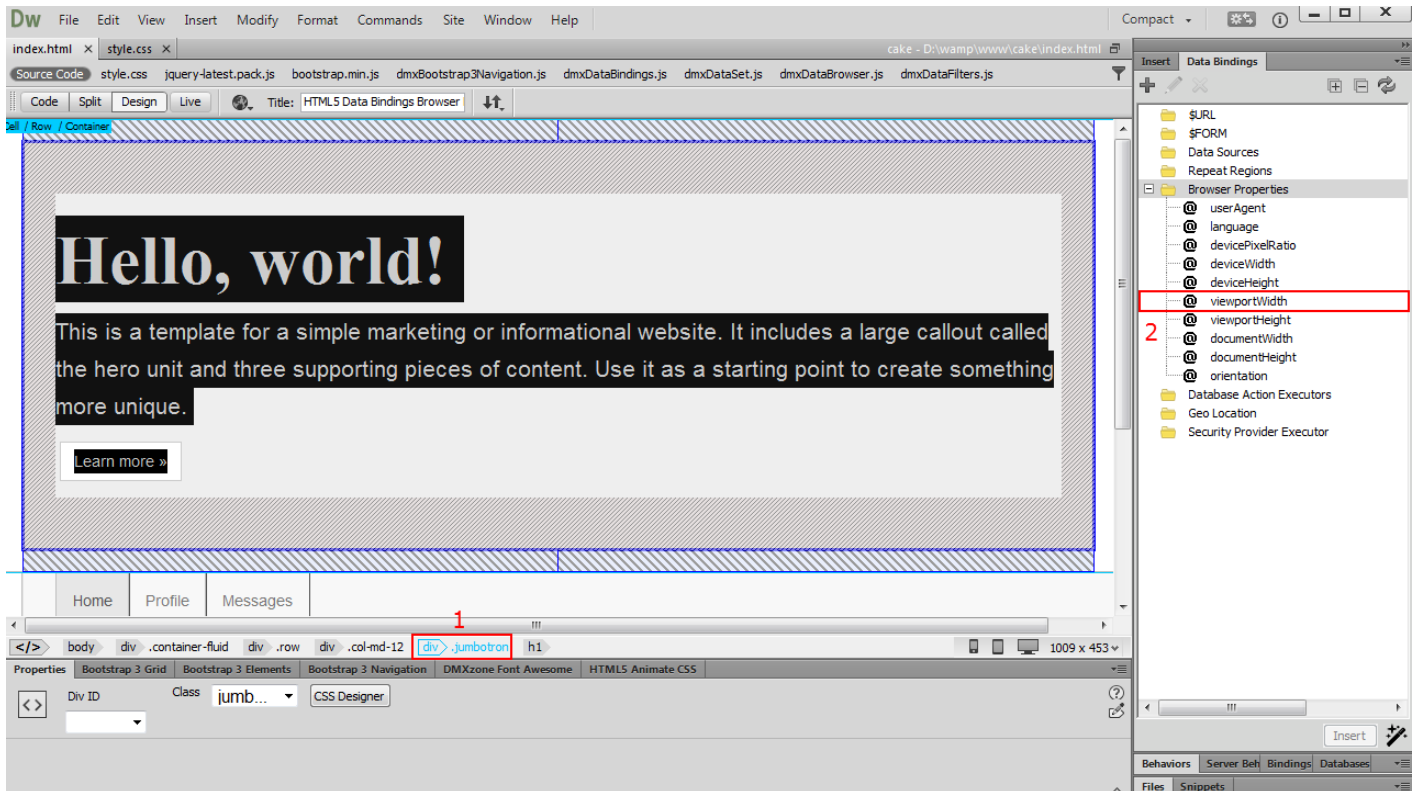 Dw File Edit View Insert Modify Format Commands Site Window Help Compact
index.html × style.css × cake - D:\wamp\www\cake\index.html
Source Code style.css jquery-latest.pack.js bootstrap.min.js dmxBootstrap3Navigation.js dmxDataBindings.js dmxDataSet.js dmxDataBrowser.js dmxDataFilters.js
Code Split Design Live Title: HTML5 Data Bindings Browser
Cell / Row / Container
Hello, world!
This is a template for a simple marketing or informational website. It includes a large callout called
the hero unit and three supporting pieces of content. Use it as a starting point to create something
more unique.
Learn more »
Home Profile Messages
1
</> body div .container-fluid div .row div .col-md-12 div .jumbotron h1 1009 x 453
Properties Bootstrap 3 Grid Bootstrap 3 Elements Bootstrap 3 Navigation DMXzone Font Awesome HTML5 Animate CSS
<> Div ID Class jumb... CSS Designer
Insert Data Bindings
$URL
$FORM
Data Sources
Repeat Regions
Browser Properties
@ userAgent
@ language
@ devicePixelRatio
@ deviceWidth
@ deviceHeight
@ viewportWidth
@ viewportHeight
2
@ documentWidth
@ documentHeight
@ orientation
Database Action Executors
Geo Location
Security Provider Executor
Insert
Behaviors Server Beh Bindings Databases
Files Snippets